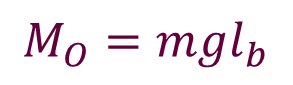 M_O = mgl_b